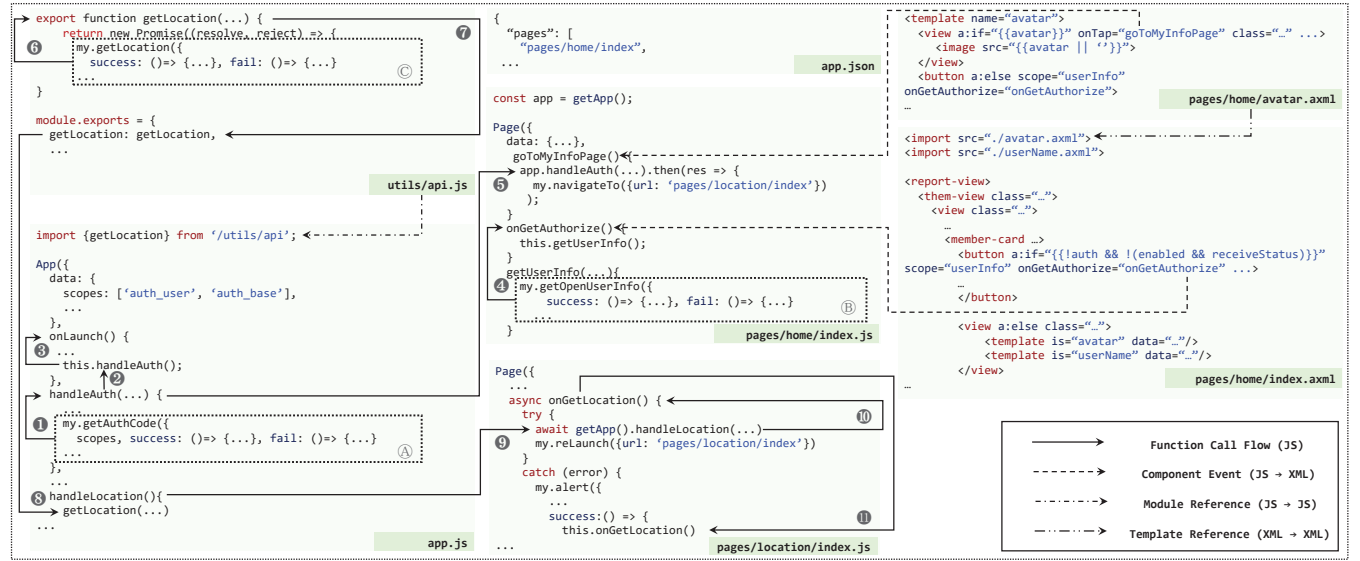 export function getLocation(...) {
return new Promise((resolve, reject) => {
❻ my.getLocation({
success: ()=> {...}, fail: ()=> {...}
...
Ⓒ
}
module.exports = {
getLocation: getLocation,
...
utils/api.js
❼
import {getLocation} from ‘/utils/api’;
App({
data: {
scopes: [‘auth_user’, ‘auth_base’],
...
},
onLaunch() {
❸ ...
this.handleAuth();
},
❷
handleAuth(...) {
...
❶ my.getAuthCode({
scopes, success: ()=> {...}, fail: ()=> {...}
...
Ⓐ
},
...
❽ handleLocation(){
getLocation(...)
...
app.js
{
“pages”: [
“pages/home/index”,
...
app.json
const app = getApp();
Page({
data: {...},
goToMyInfoPage() {
app.handleAuth(...).then(res => {
❺ my.navigateTo({url: ‘pages/location/index’})
);
}
onGetAuthorize() {
this.getUserInfo();
}
getUserInfo(...){
❹ my.getOpenUserInfo({
success: ()=> {...}, fail: ()=> {...}
...
Ⓑ
}
pages/home/index.js
Page({
...
async onGetLocation() {
try {
❿
await getApp().handleLocation(...)
❾ my.reLaunch({url: ‘pages/location/index’})
}
catch (error) {
my.alert({
...
success:() => {
⓫
this.onGetLocation()
...
pages/location/index.js
<template name=“avatar”>
<view a:if=“{{avatar}}” onTap=“goToMyInfoPage” class=“…” ...>
<image src=“{{avatar || ‘’}}”>
</view>
<button a:else scope=“userInfo”
onGetAuthorize=“onGetAuthorize”>
…
pages/home/avatar.axml
<import src=“./avatar.axml”>
<import src=“./userName.axml”>
<report-view>
<them-view class=“…”>
<view class=“…”>
…
<member-card …>
<button a:if=“{{!auth && !(enabled && receiveStatus)}}”
scope=“userInfo” onGetAuthorize=“onGetAuthorize” ...>
…
</button>
<view a:else class=“…”>
<template is=“avatar” data=“…”/>
<template is=“userName” data=“…”/>
</view>
…
pages/home/index.axml
Function Call Flow (JS)
Component Event (JS → XML)
Module Reference (JS → JS)
Template Reference (XML → XML)